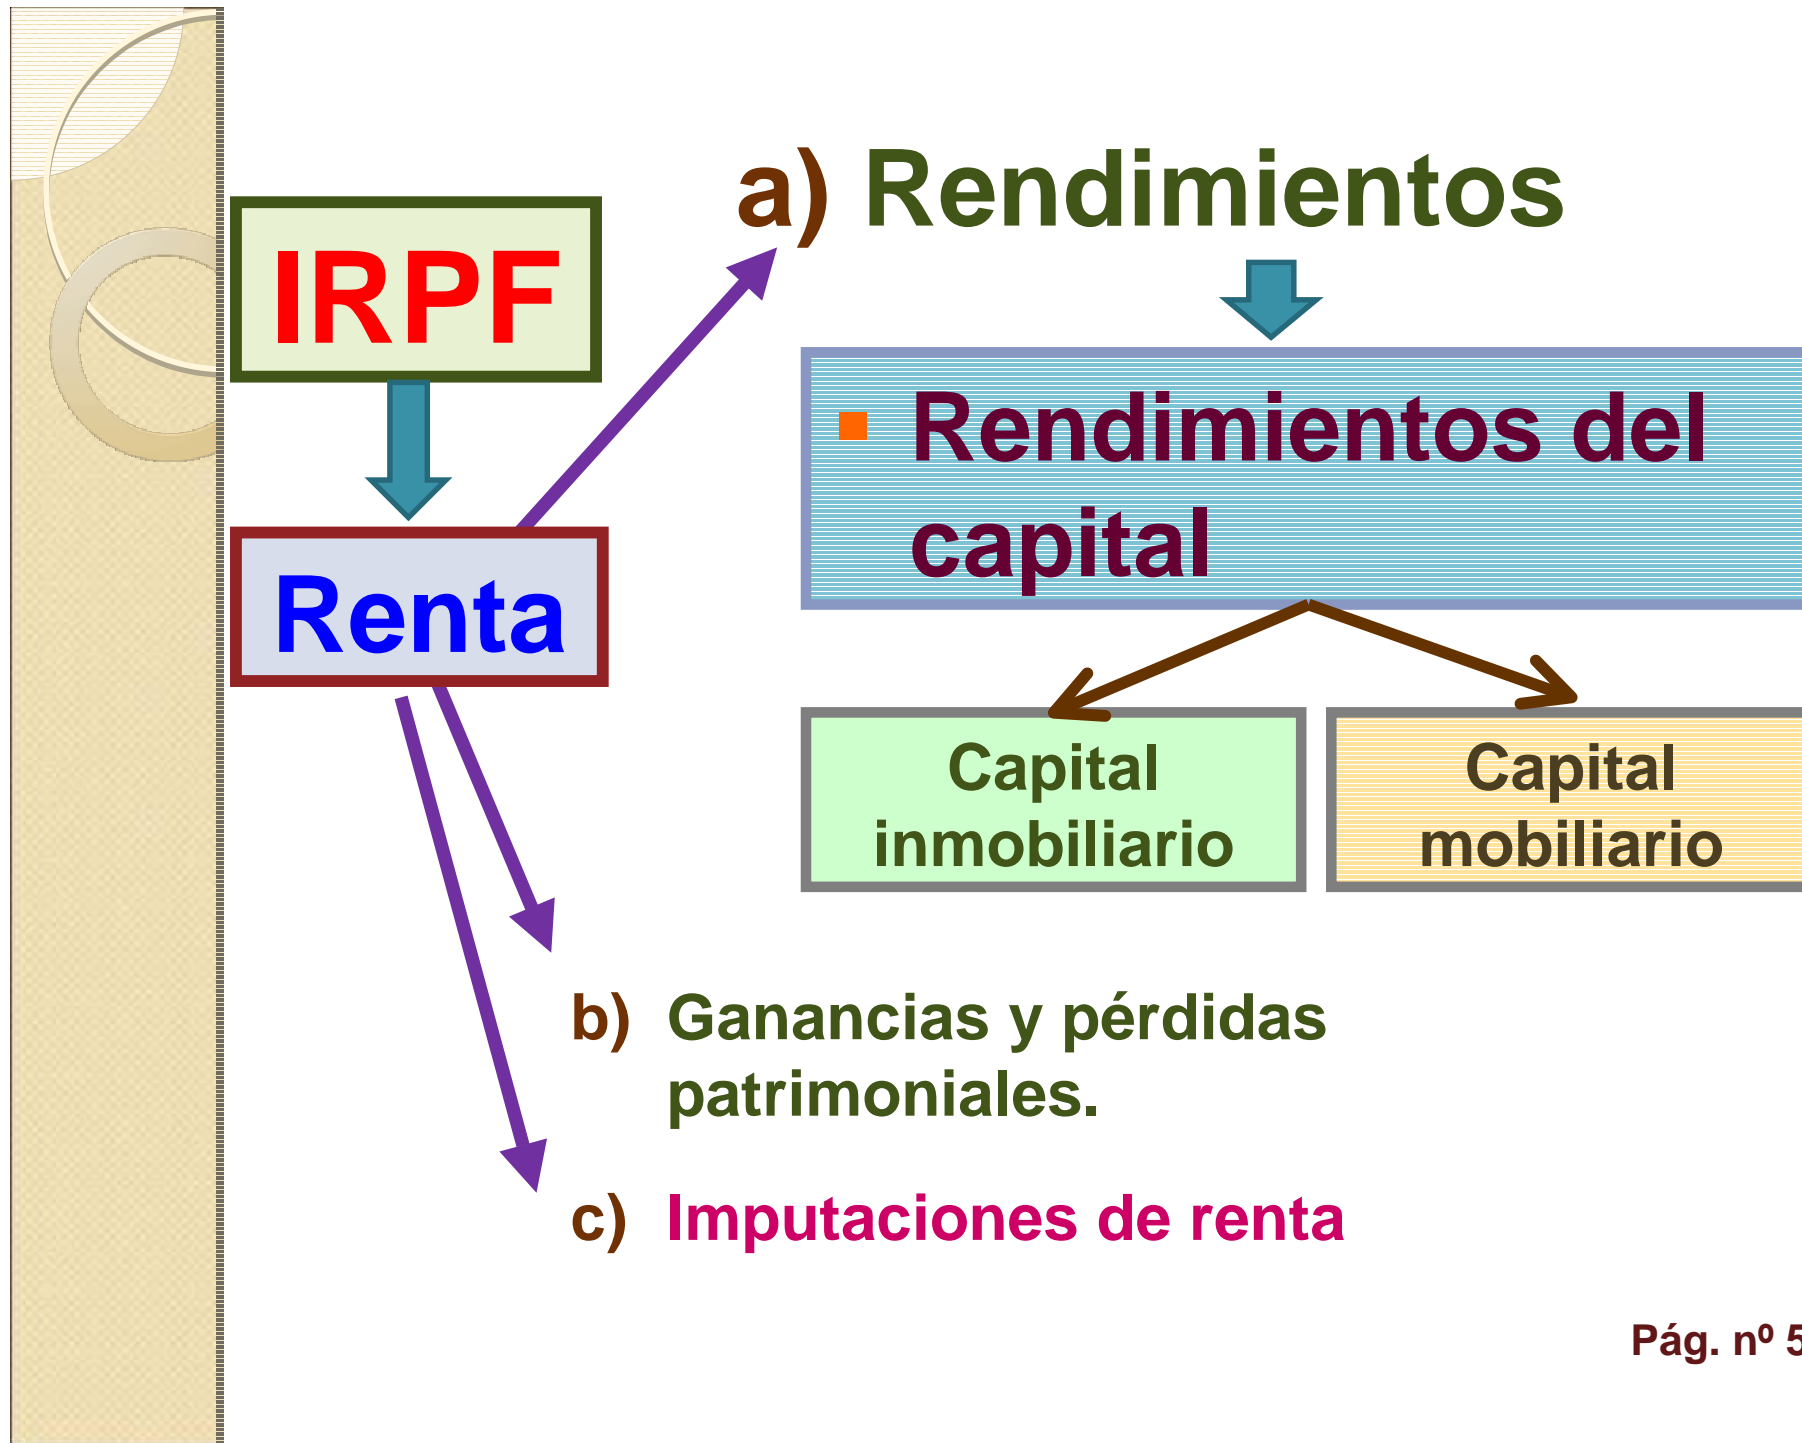 a) Rendimientos
IRPF
Rendimientos del
capital
Renta
Capital
inmobiliario
Capital
mobiliario
b) Ganancias y pérdidas
patrimoniales.
c) Imputaciones de renta
Pág. nº 5